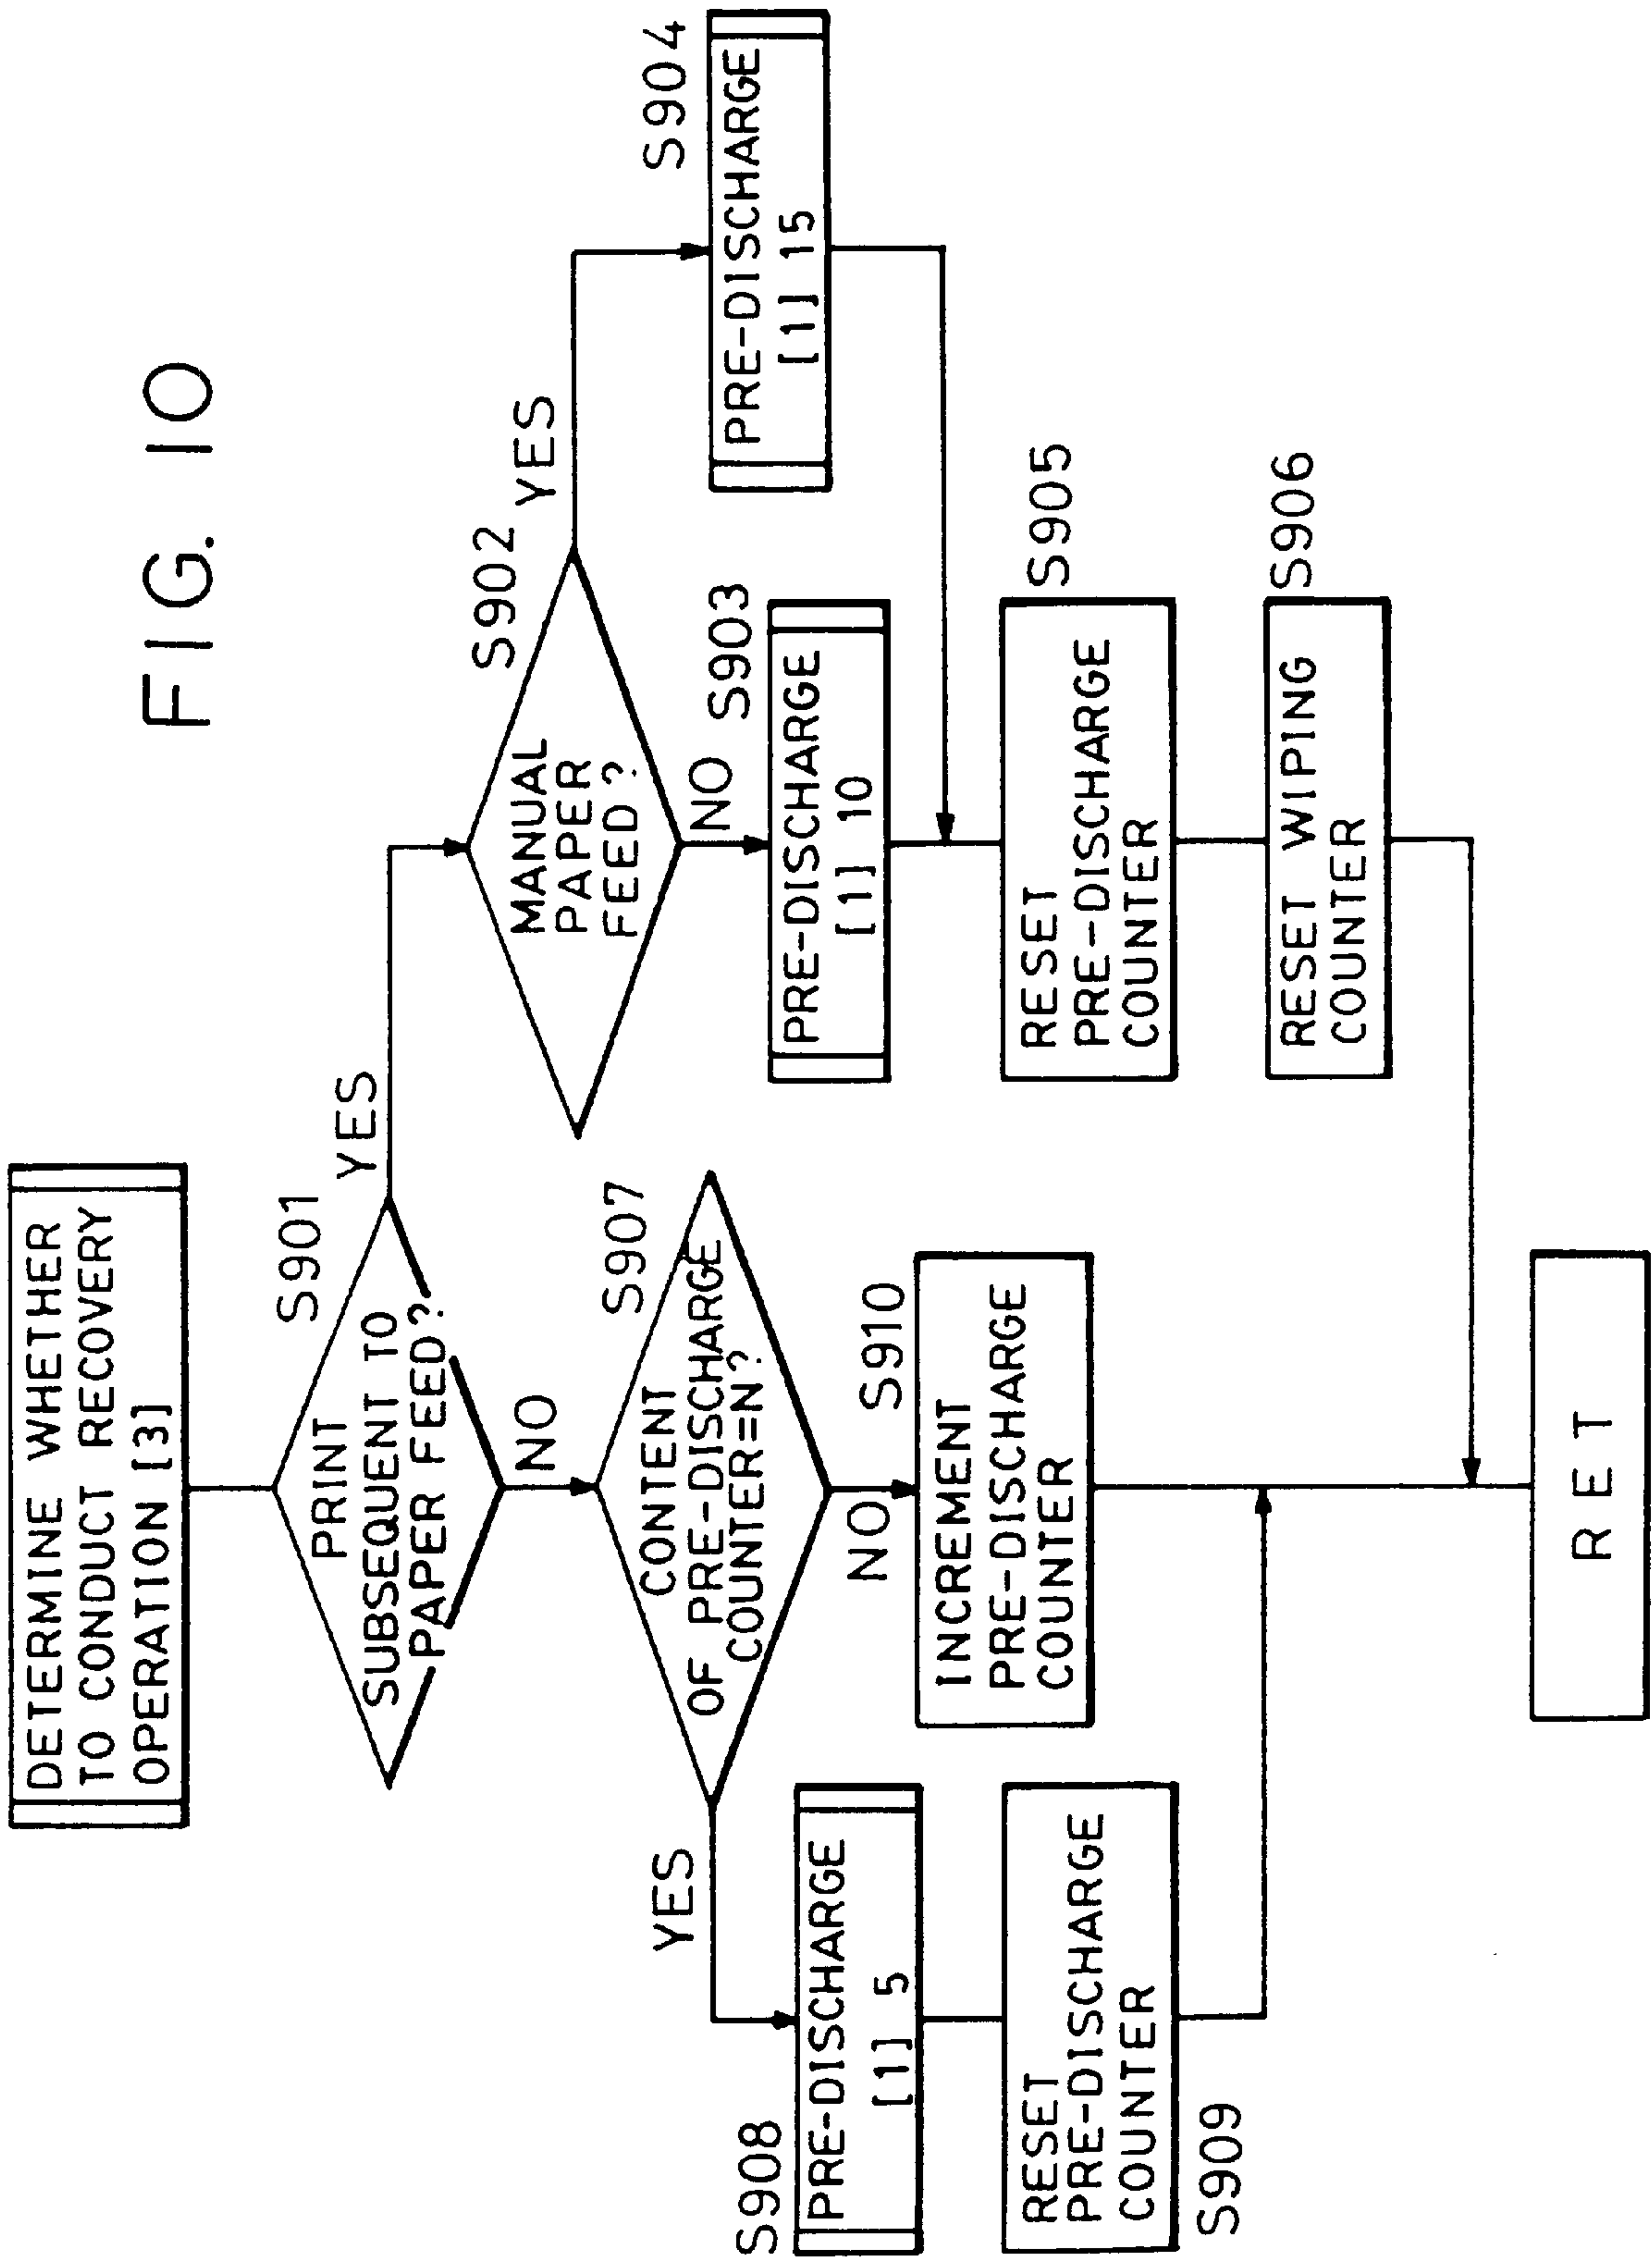 FIG. 10
DETERMINE WHETHER
TO CONDUCT RECOVERY
OPERATION [3]
S901
PRINT
SUBSEQUENT TO
PAPER FEED?
YES
NO
S902
MANUAL
PAPER
FEED?
YES
NO
S903
PRE-DISCHARGE
[1] 10
S904
PRE-DISCHARGE
[1] 15
S905
RESET
PRE-DISCHARGE
COUNTER
S906
RESET WIPING
COUNTER
S907
CONTENT
OF PRE-DISCHARGE
COUNTER=N?
YES
NO
S908
PRE-DISCHARGE
[1] 5
RESET
PRE-DISCHARGE
COUNTER
S909
S910
INCREMENT
PRE-DISCHARGE
COUNTER
RET